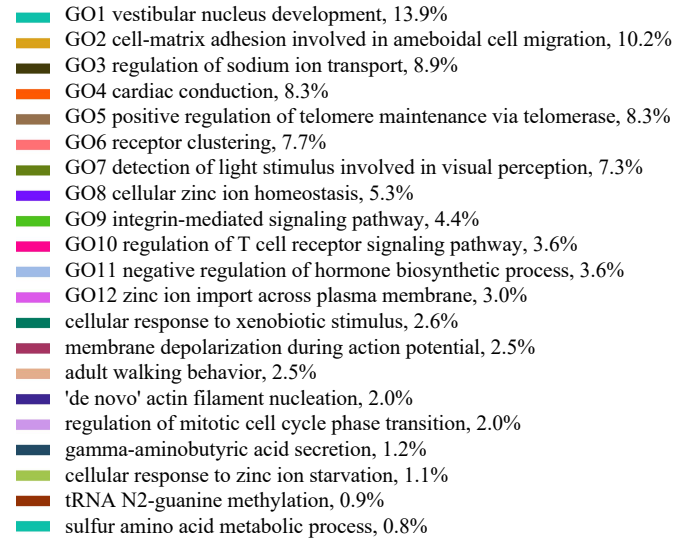 GO1 vestibular nucleus development, 13.9%
GO2 cell-matrix adhesion involved in ameboidal cell migration, 10.2%
GO3 regulation of sodium ion transport, 8.9%
GO4 cardiac conduction, 8.3%
GO5 positive regulation of telomere maintenance via telomerase, 8.3%
GO6 receptor clustering, 7.7%
GO7 detection of light stimulus involved in visual perception, 7.3%
GO8 cellular zinc ion homeostasis, 5.3%
GO9 integrin-mediated signaling pathway, 4.4%
GO10 regulation of T cell receptor signaling pathway, 3.6%
GO11 negative regulation of hormone biosynthetic process, 3.6%
GO12 zinc ion import across plasma membrane, 3.0%
cellular response to xenobiotic stimulus, 2.6%
membrane depolarization during action potential, 2.5%
adult walking behavior, 2.5%
'de novo' actin filament nucleation, 2.0%
regulation of mitotic cell cycle phase transition, 2.0%
gamma-aminobutyric acid secretion, 1.2%
cellular response to zinc ion starvation, 1.1%
tRNA N2-guanine methylation, 0.9%
sulfur amino acid metabolic process, 0.8%